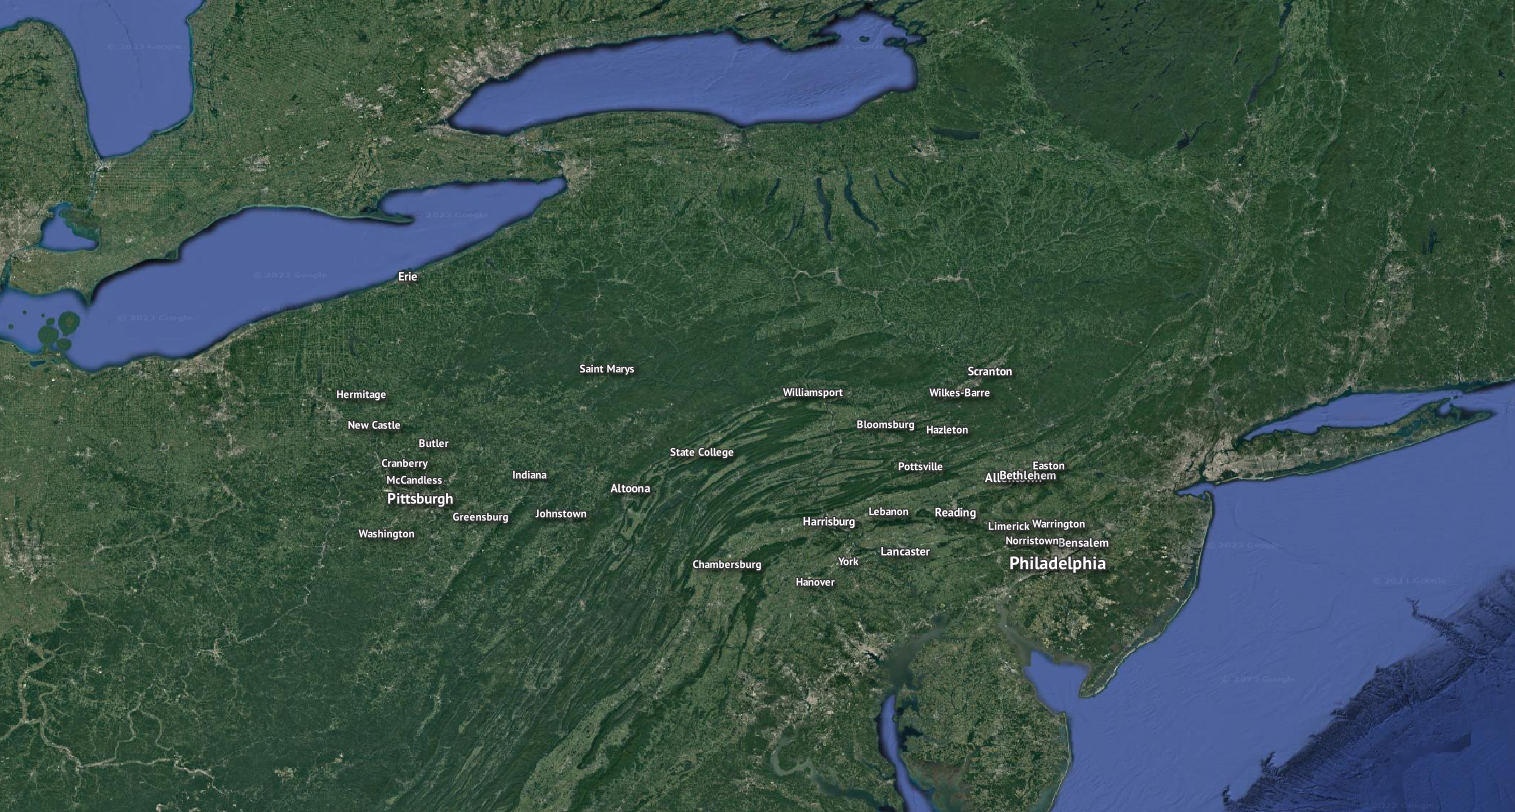 Erie
Saint Marys
Scranton
Hermitage
Williamsport
Wilkes-Barre
New Castle
Bloomsburg
Hazleton
Butler
State College
Cranberry
Pottsville
Easton
McCandless
Indiana
Bethlehem
Altoona
Pittsburgh
Greensburg
Johnstown
Harrisburg
Lebanon
Reading
Limerick
Warrington
Washington
Norristown
Bensalem
Lancaster
Chambersburg
York
Philadelphia
Hanover